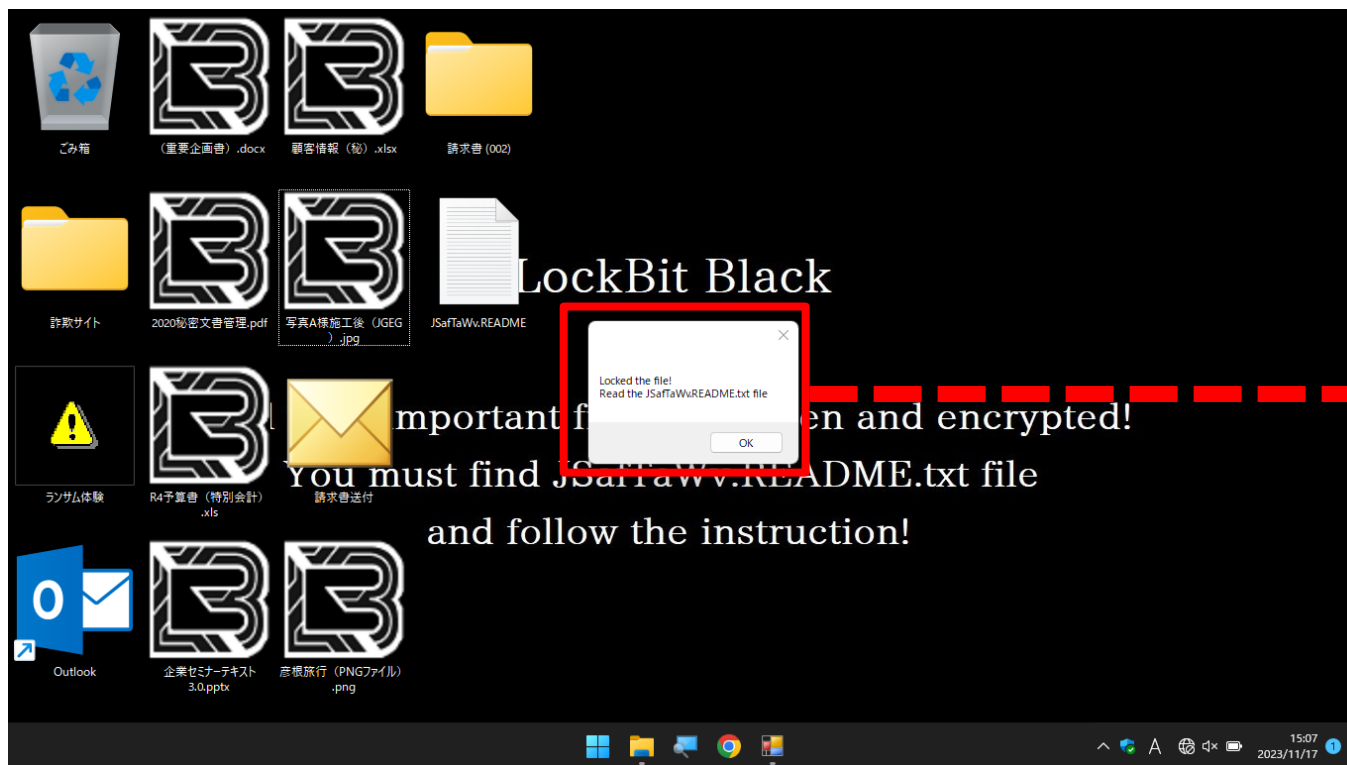 ごみ箱
(重要企画書).docx
顧客情報(秘).xlsx
請求書 (002)
詐欺サイト
2020秘密文書管理.pdf
写真A様施工後(JGEG
).jpg
JSafTaWv.README
LockBit Black
Locked the file!
Read the JSafTaWv.README.txt file
OK
mportant f en and encrypted!
You must find JSafTaWv.README.txt file
and follow the instruction!
ランサム体験
R4予算書(特別会計)
.xls
請求書送付
Outlook
企業セミナーテキスト
3.0.pptx
彦根旅行(PNGファイル)
.png
A
15:07
2023/11/17
1